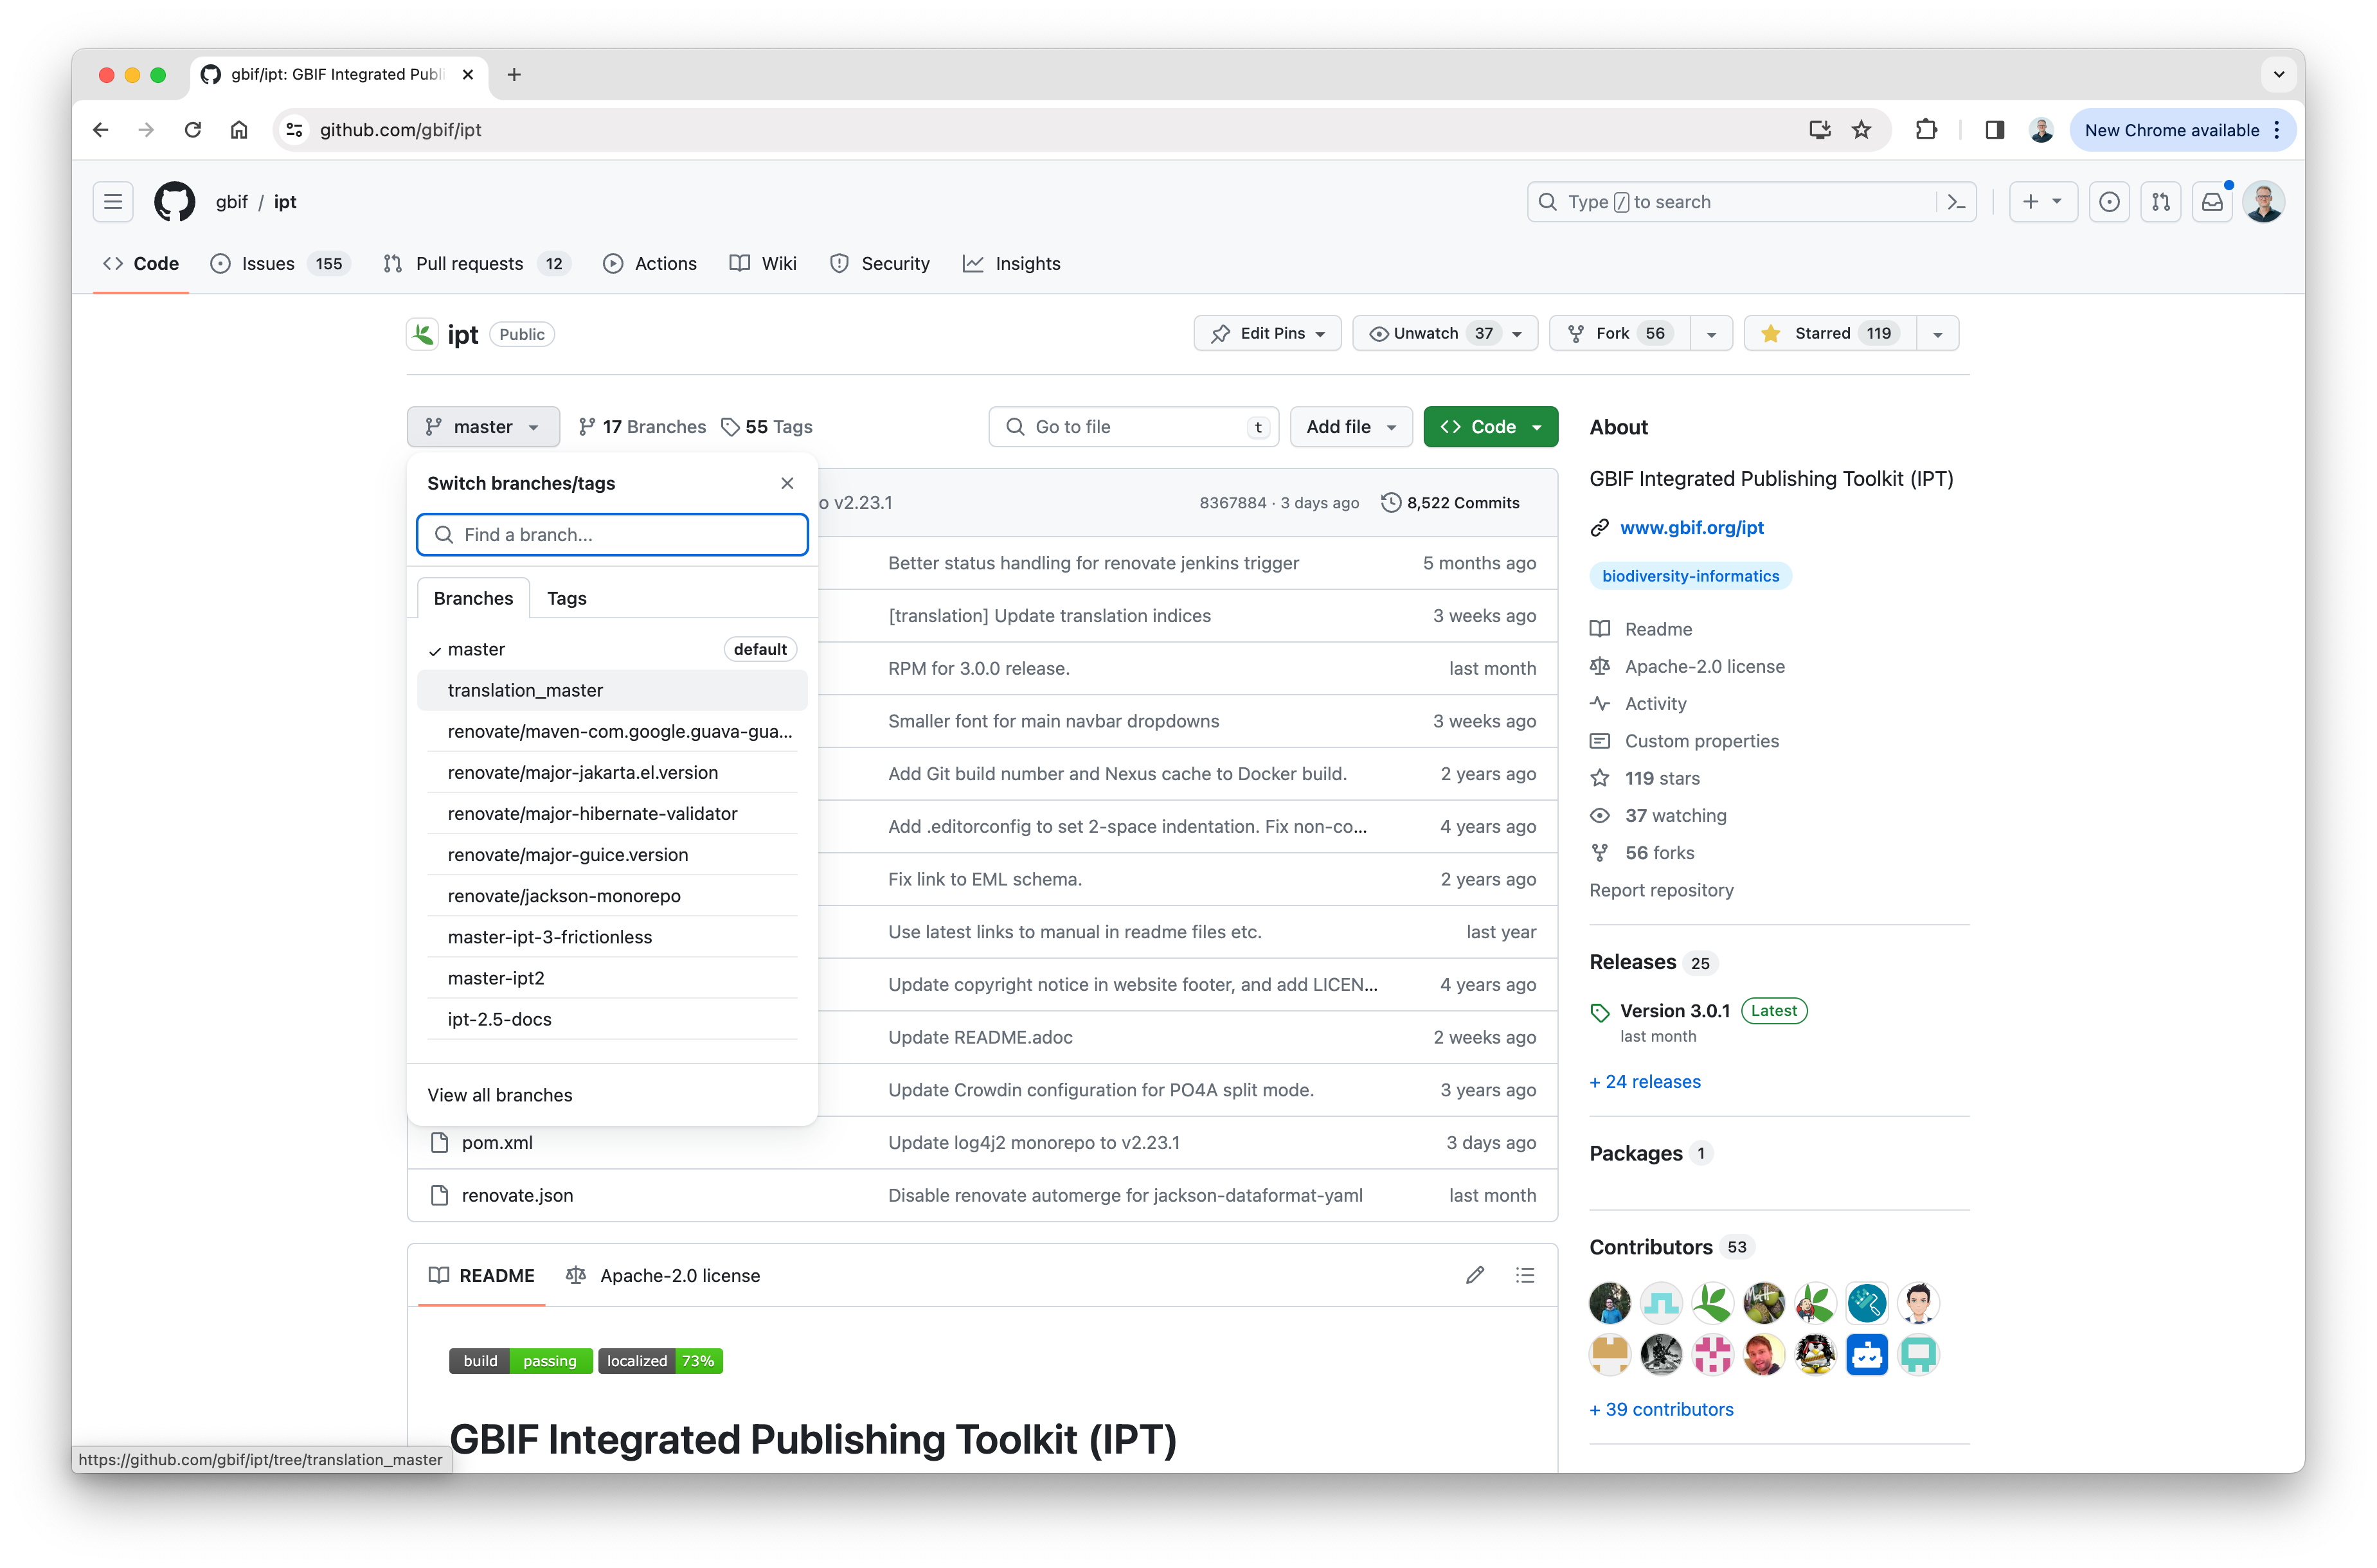 gbif/ipt: GBIF Integrated Publi
github.com/gbif/ipt
New Chrome available
gbif / ipt
Type / to search
Code
Issues 155
Pull requests 12
Actions
Wiki
Security
Insights
ipt Public
Edit Pins
Unwatch 37
Fork 56
Starred 119
master
17 Branches
55 Tags
Go to file t
Add file
Code
Switch branches/tags
Find a branch...
Branches
Tags
master default
translation_master
renovate/maven-com.google.guava-gua...
renovate/major-jakarta.el.version
renovate/major-hibernate-validator
renovate/major-guice.version
renovate/jackson-monorepo
master-ipt-3-frictionless
master-ipt2
ipt-2.5-docs
View all branches
o v2.23.1
8367884 · 3 days ago
8,522 Commits
Better status handling for renovate jenkins trigger 5 months ago
[translation] Update translation indices 3 weeks ago
RPM for 3.0.0 release. last month
Smaller font for main navbar dropdowns 3 weeks ago
Add Git build number and Nexus cache to Docker build. 2 years ago
Add .editorconfig to set 2-space indentation. Fix non-co... 4 years ago
Fix link to EML schema. 2 years ago
Use latest links to manual in readme files etc. last year
Update copyright notice in website footer, and add LICEN... 4 years ago
Update README.adoc 2 weeks ago
Update Crowdin configuration for PO4A split mode. 3 years ago
pom.xml Update log4j2 monorepo to v2.23.1 3 days ago
renovate.json Disable renovate automerge for jackson-dataformat-yaml last month
README
Apache-2.0 license
build passing
localized 73%
GBIF Integrated Publishing Toolkit (IPT)
About
GBIF Integrated Publishing Toolkit (IPT)
www.gbif.org/ipt
biodiversity-informatics
Readme
Apache-2.0 license
Activity
Custom properties
119 stars
37 watching
56 forks
Report repository
Releases 25
Version 3.0.1 Latest
last month
+ 24 releases
Packages 1
Contributors 53
+ 39 contributors
https://github.com/gbif/ipt/tree/translation_master